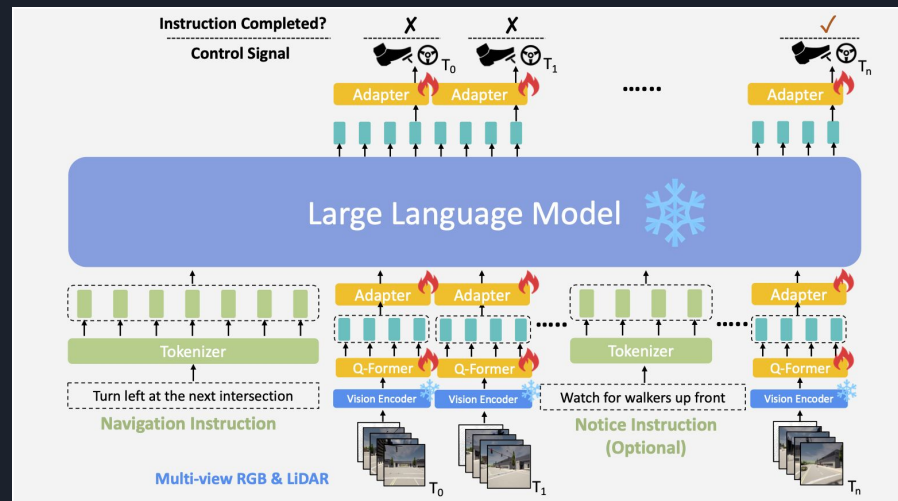 Instruction Completed?
✗ ✗ ✓
Control Signal
T0 T1 Tn
Adapter Adapter ...... Adapter
Large Language Model
Adapter Adapter Adapter
...... ......
Tokenizer Q-Former Q-Former Tokenizer Q-Former
Turn left at the next intersection Vision Encoder Vision Encoder Watch for walkers up front Vision Encoder
Navigation Instruction
Notice Instruction
(Optional)
Multi-view RGB & LiDAR T0 T1 Tn